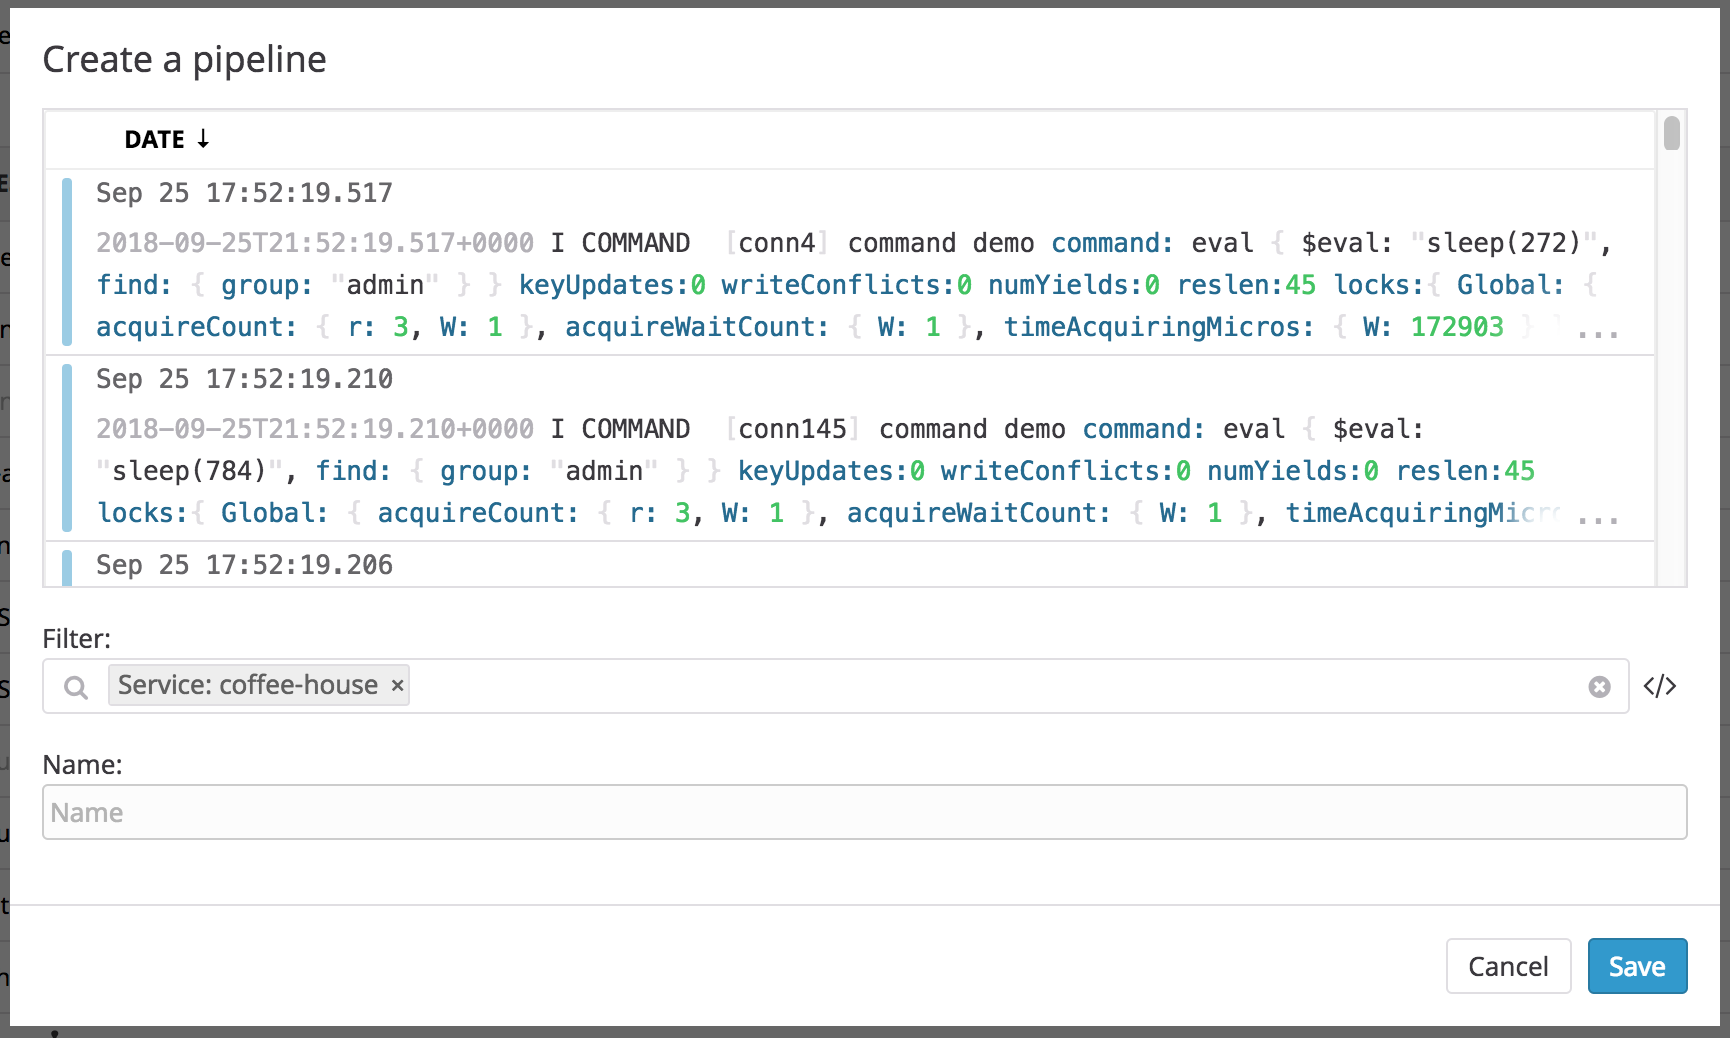 Create a pipeline
DATE ↓
Sep 25 17:52:19.517
2018-09-25T21:52:19.517+0000 I COMMAND [conn4] command demo command: eval { $eval: "sleep(272)",
find: { group: "admin" } } keyUpdates:0 writeConflicts:0 numYields:0 reslen:45 locks:{ Global: {
acquireCount: { r: 3, W: 1 }, acquireWaitCount: { W: 1 }, timeAcquiringMicros: { W: 172903 } } ...
Sep 25 17:52:19.210
2018-09-25T21:52:19.210+0000 I COMMAND [conn145] command demo command: eval { $eval:
"sleep(784)", find: { group: "admin" } } keyUpdates:0 writeConflicts:0 numYields:0 reslen:45
locks:{ Global: { acquireCount: { r: 3, W: 1 }, acquireWaitCount: { W: 1 }, timeAcquiringMicr ...
Sep 25 17:52:19.206
Filter:
Service: coffee-house ×
</>
Name:
Name
Cancel
Save